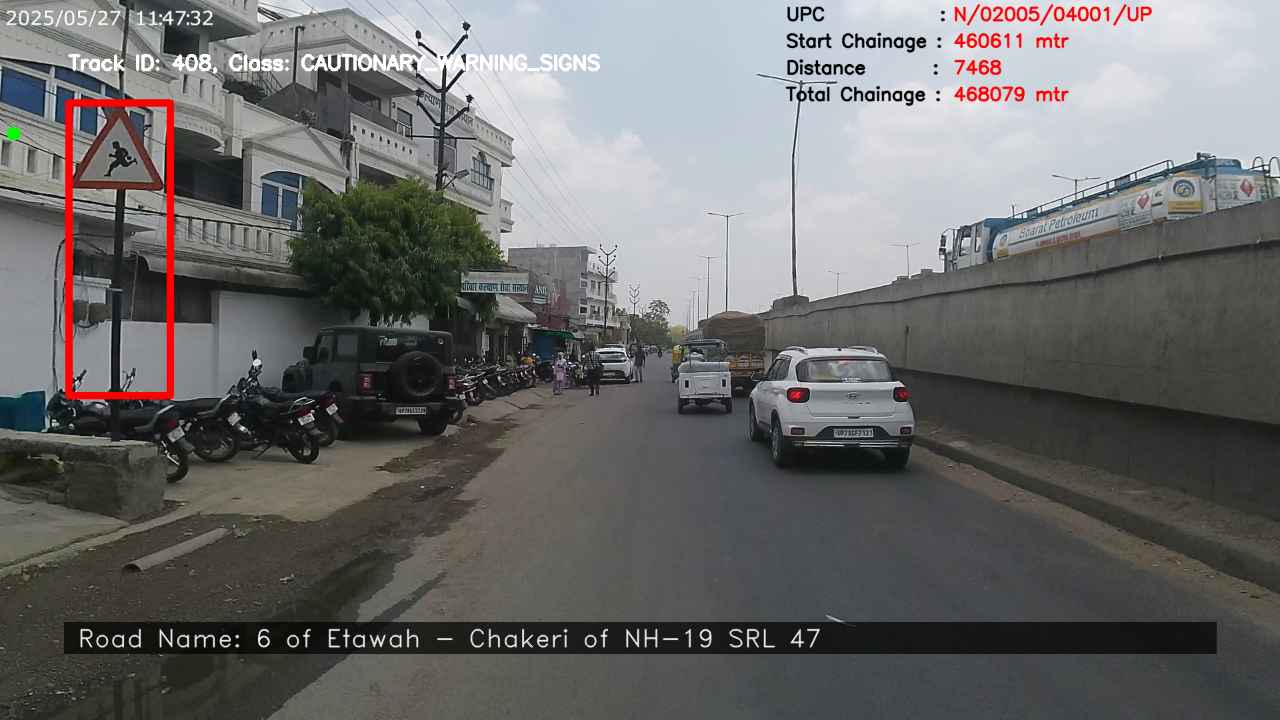 2025/05/27 11:47:32
UPC : N/02005/04001/UP
Start Chainage : 460611 mtr
Distance : 7468
Total Chainage : 468079 mtr
Track ID: 408, Class: CAUTIONARY_WARNING_SIGNS
Bharat Petroleum
Road Name: 6 of Etawah - Chakeri of NH-19 SRL 47